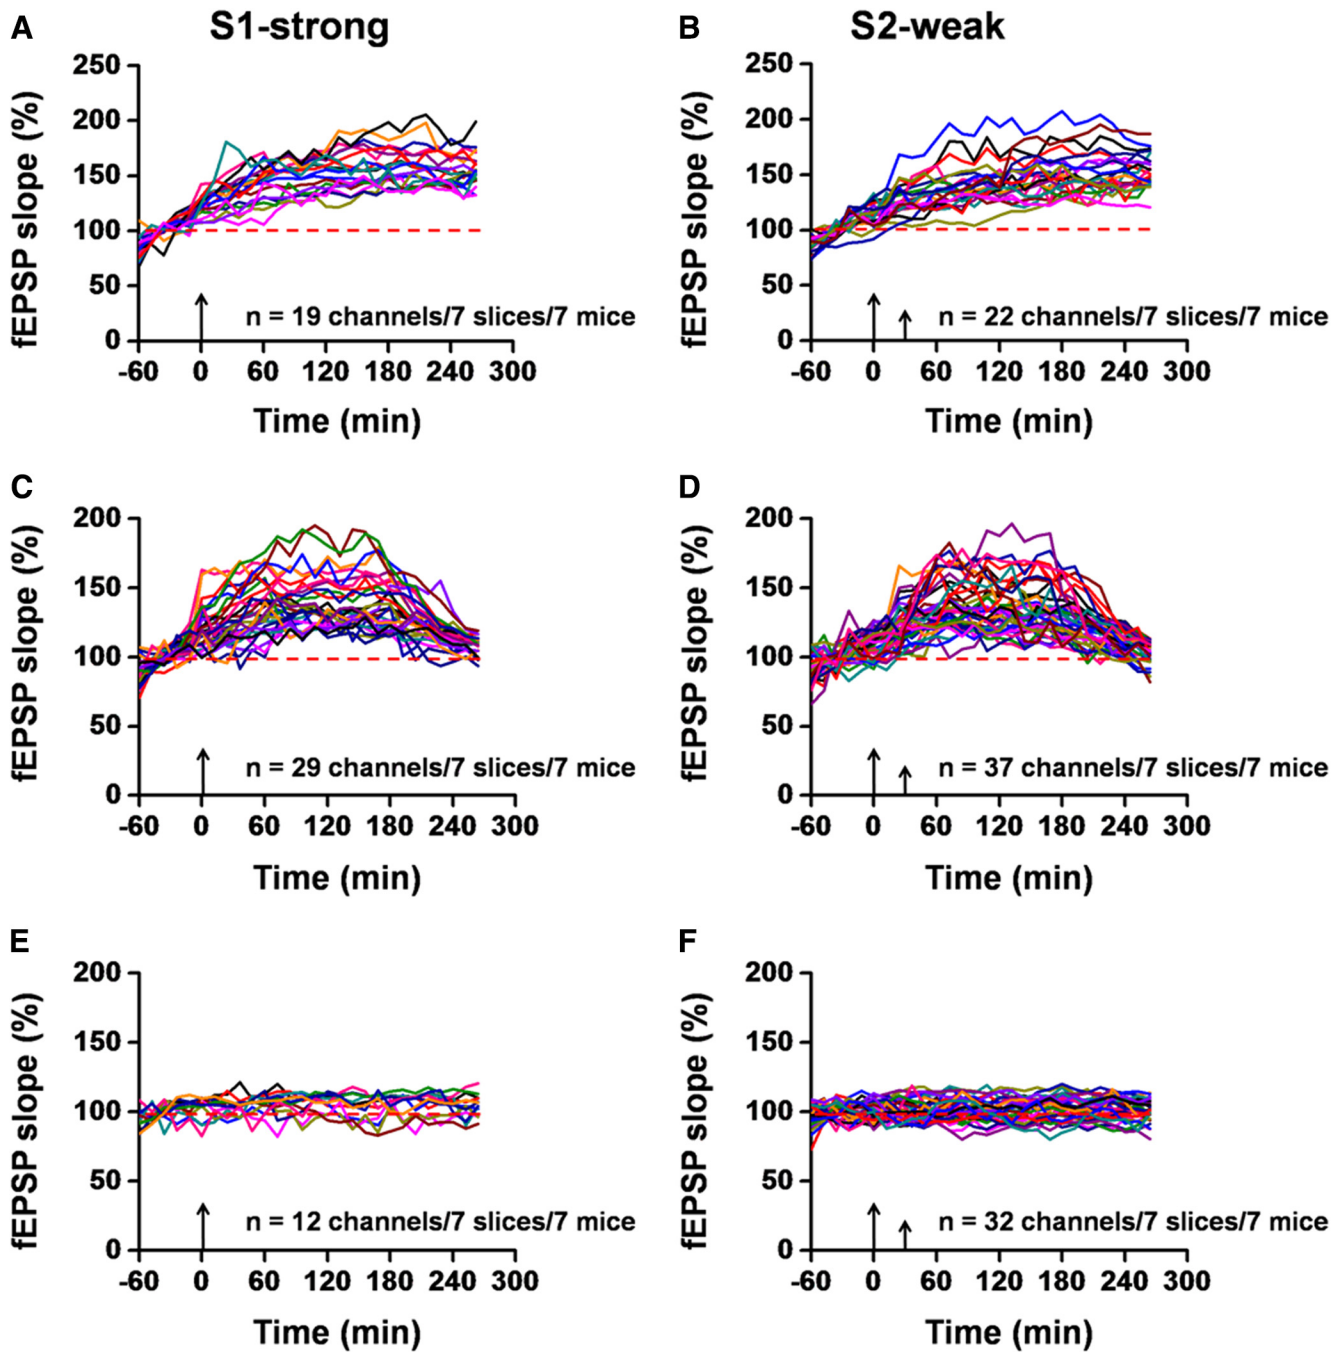 A
S1-strong
fEPSP slope (%)
250
200
150
100
50
0
n = 19 channels/7 slices/7 mice
-60 0 60 120 180 240 300
Time (min)
B
S2-weak
fEPSP slope (%)
250
200
150
100
50
0
n = 22 channels/7 slices/7 mice
-60 0 60 120 180 240 300
Time (min)
C
fEPSP slope (%)
200
150
100
50
0
n = 29 channels/7 slices/7 mice
-60 0 60 120 180 240 300
Time (min)
D
fEPSP slope (%)
200
150
100
50
0
n = 37 channels/7 slices/7 mice
-60 0 60 120 180 240 300
Time (min)
E
fEPSP slope (%)
200
150
100
50
0
n = 12 channels/7 slices/7 mice
-60 0 60 120 180 240 300
Time (min)
F
fEPSP slope (%)
200
150
100
50
0
n = 32 channels/7 slices/7 mice
-60 0 60 120 180 240 300
Time (min)